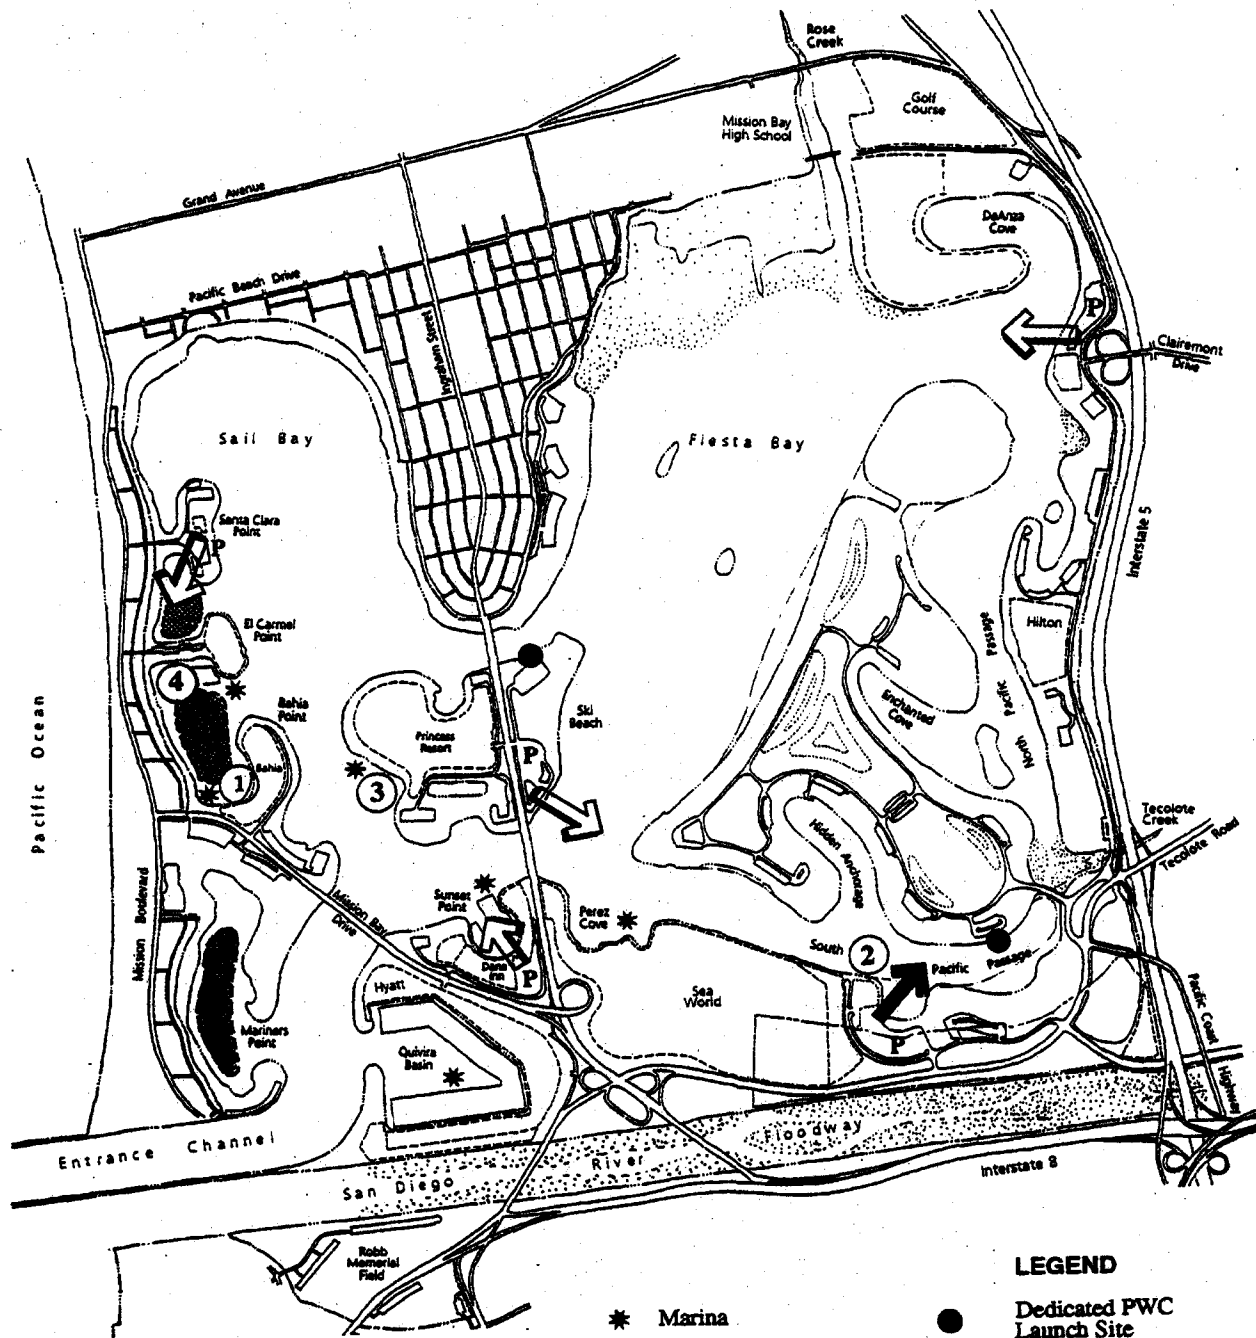 Rose
Creek
Golf
Course
Mission Bay
High School
Grand Avenue
DeAnza
Cove
Pacific Beach Drive
P
Ingraham Street
Clairemont
Drive
Sail Bay
Fiesta Bay
Santa Clara
Point
P
Interstate 5
El Carmel
Point
Hilton
North Pacific Passage
4
Bahia
Point
Enchanted
Cove
Ski
Beach
Princess
Resort
Pacific Ocean
P
Bahia
1
3
Tecolote
Creek
Tecolote Road
Hidden Anchorage
Mission Boulevard
Mission Bay
Drive
Sunset
Point
Perez
Cove
South Pacific Passage
2
Dana
Inn
P
Hyatt
Sea
World
Pacific Coast Highway
Mariners
Point
Quivira
Basin
P
Entrance Channel
San Diego River Floodway
Interstate 8
Robb
Memorial
Field
LEGEND
Marina
Dedicated PWC
Launch Site